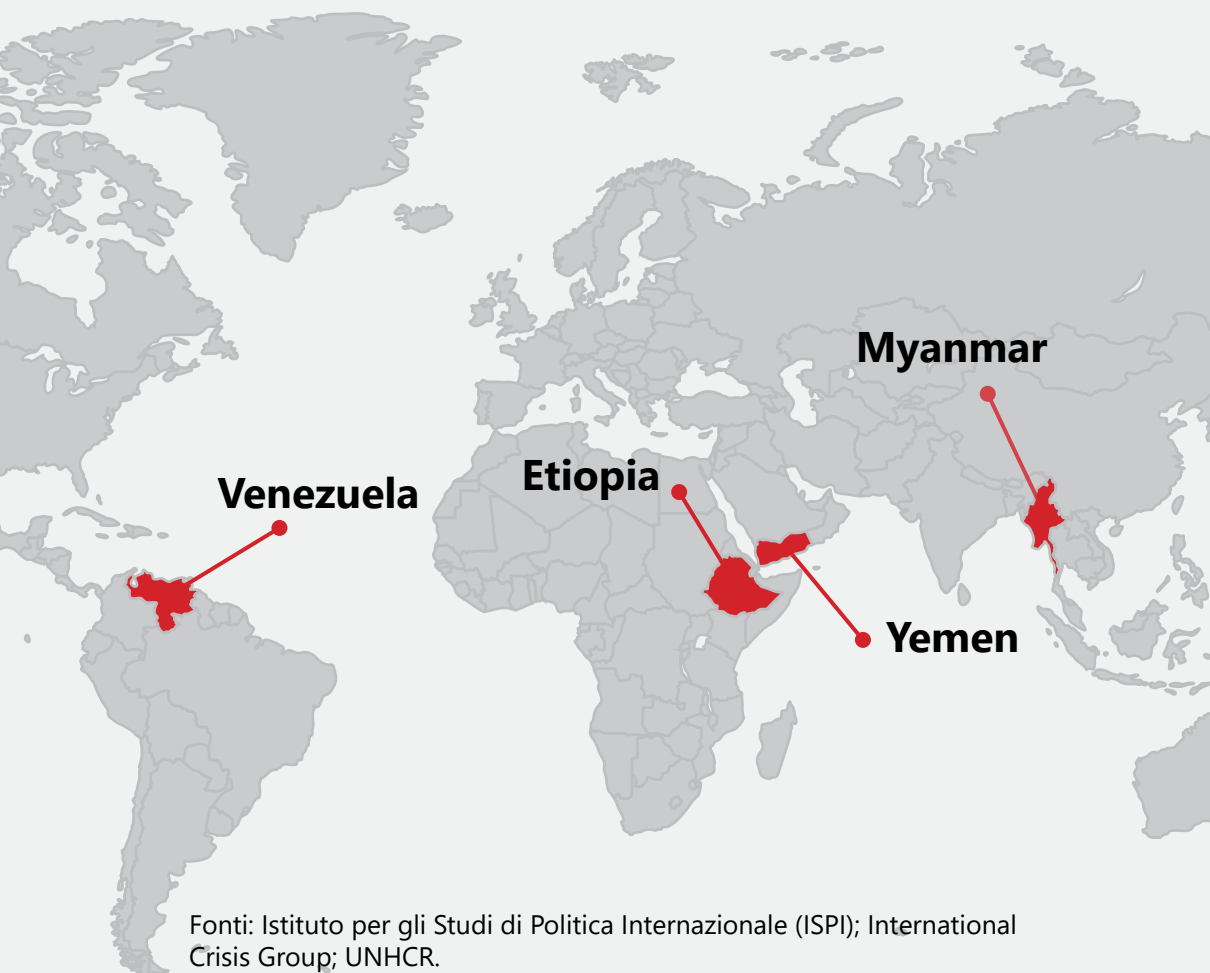 Myanmar
Etiopia
Venezuela
Yemen
Fonti: Istituto per gli Studi di Politica Internazionale (ISPI); International
Crisis Group; UNHCR.